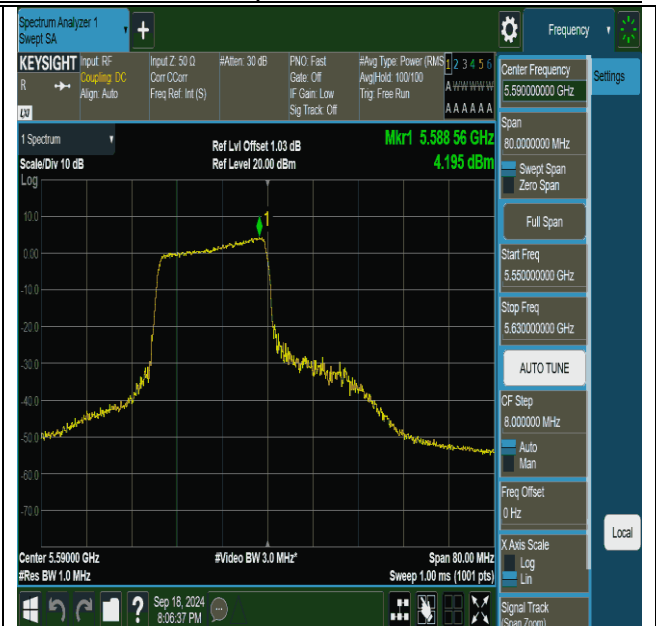 Spectrum Analyzer 1
Swept SA
Frequency
KEYSIGHT
R
LXI
Input: RF
Coupling: DC
Align: Auto
Input Z: 50 Ω
Corr CCorr
Freq Ref: Int (S)
#Atten: 30 dB
PNO: Fast
Gate: Off
IF Gain: Low
Sig Track: Off
#Avg Type: Power (RMS
Avg|Hold: 100/100
Trig: Free Run
1 2 3 4 5 6
A W W W W W
A A A A A A
1 Spectrum
Scale/Div 10 dB
Log
Ref Lvl Offset 1.03 dB
Ref Level 20.00 dBm
Mkr1 5.588 56 GHz
4.195 dBm
1
10.0
0.00
-10.0
-20.0
-30.0
-40.0
-50.0
-60.0
-70.0
Center 5.59000 GHz
#Res BW 1.0 MHz
#Video BW 3.0 MHz*
Span 80.00 MHz
Sweep 1.00 ms (1001 pts)
Sep 18, 2024
8:06:37 PM
Center Frequency
5.590000000 GHz
Span
80.0000000 MHz
Swept Span
Zero Span
Full Span
Start Freq
5.550000000 GHz
Stop Freq
5.630000000 GHz
AUTO TUNE
CF Step
8.000000 MHz
Auto
Man
Freq Offset
0 Hz
X Axis Scale
Log
Lin
Signal Track
(Span Zoom)
Settings
Local